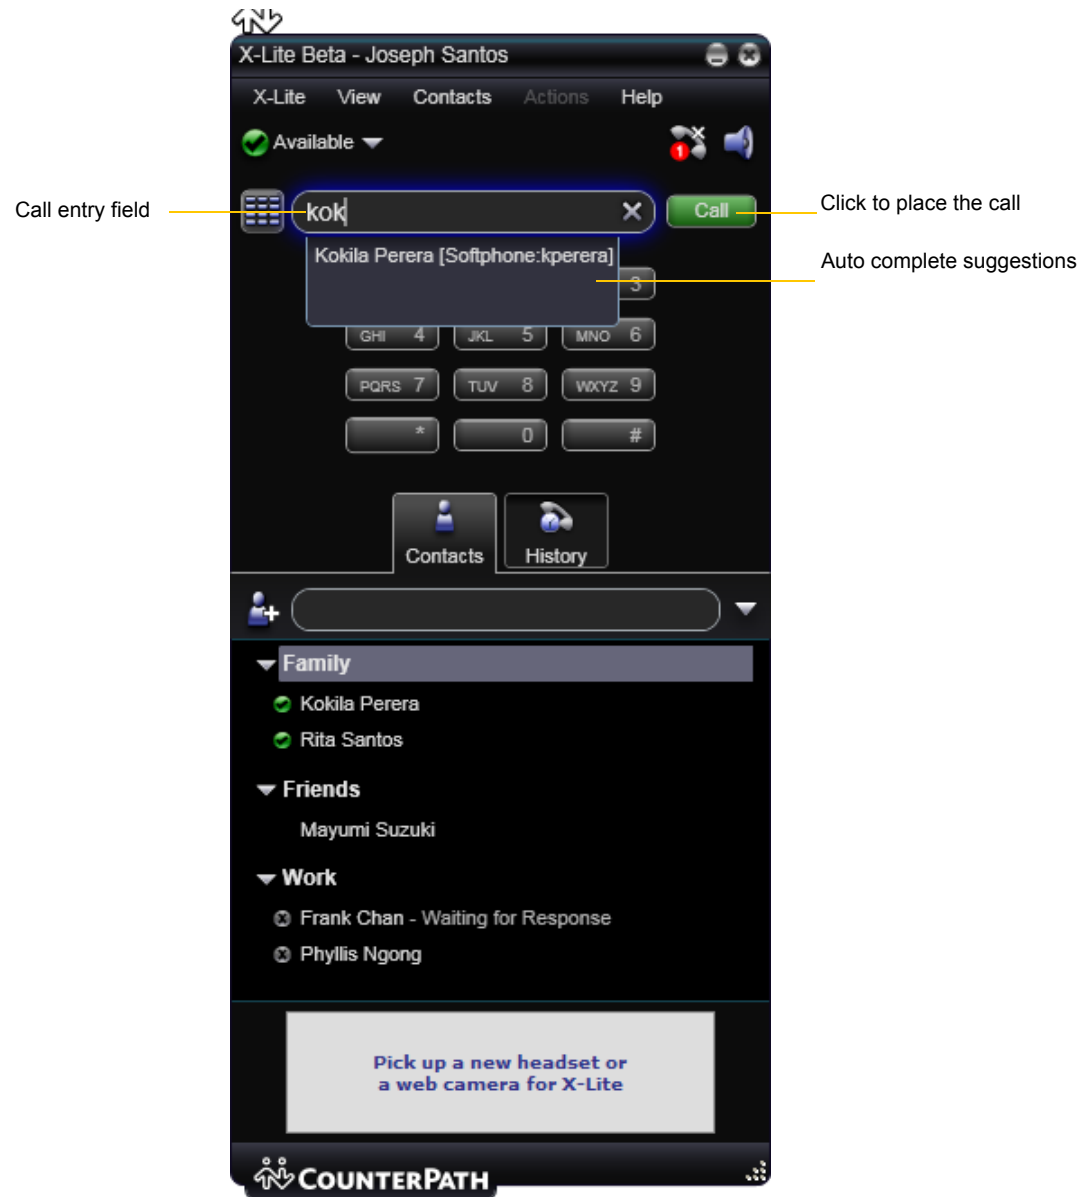 X-Lite Beta - Joseph Santos
X-Lite View Contacts Actions Help
Available
1
Call entry field
kok
Call
Click to place the call
Kokila Perera [Softphone:kperera]
Auto complete suggestions
3
GHI 4 JKL 5 MNO 6
PQRS 7 TUV 8 WXYZ 9
* 0 #
Contacts History
Family
Kokila Perera
Rita Santos
Friends
Mayumi Suzuki
Work
Frank Chan - Waiting for Response
Phyllis Ngong
Pick up a new headset or
a web camera for X-Lite
COUNTERPATH